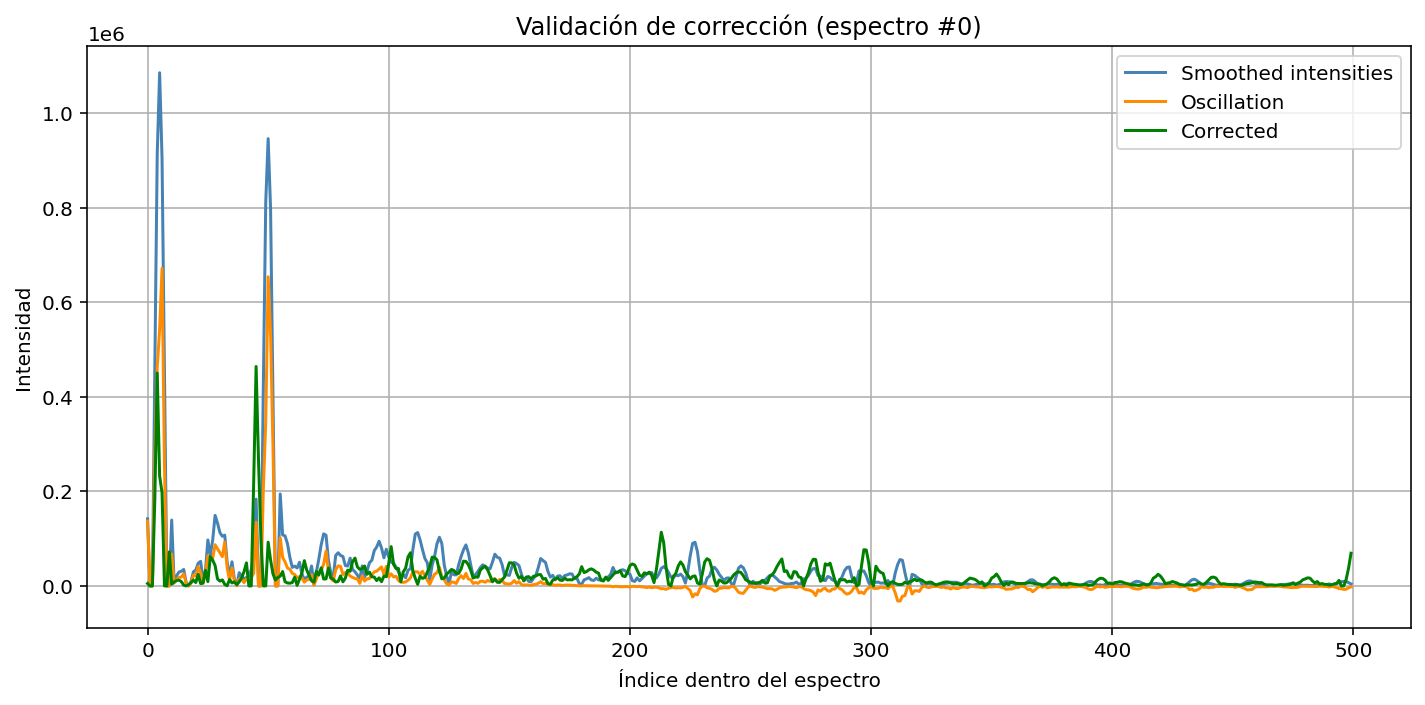 Validación de corrección (espectro #0)
1e6
Smoothed intensities
Oscillation
Corrected
1.0
0.8
0.6
0.4
0.2
0.0
Intensidad
0 100 200 300 400 500
Índice dentro del espectro